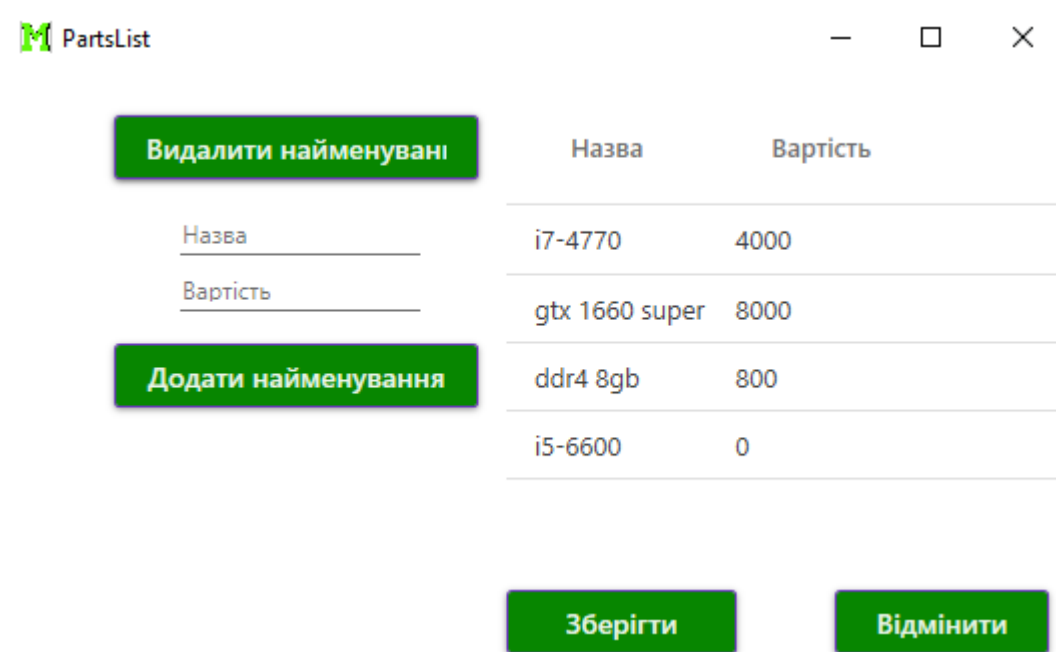 PartsList
Видалити найменуван
Назва
Вартість
Додати найменування
Назва Вартість
i7-4770 4000
gtx 1660 super 8000
ddr4 8gb 800
i5-6600 0
Зберігти Відмінити